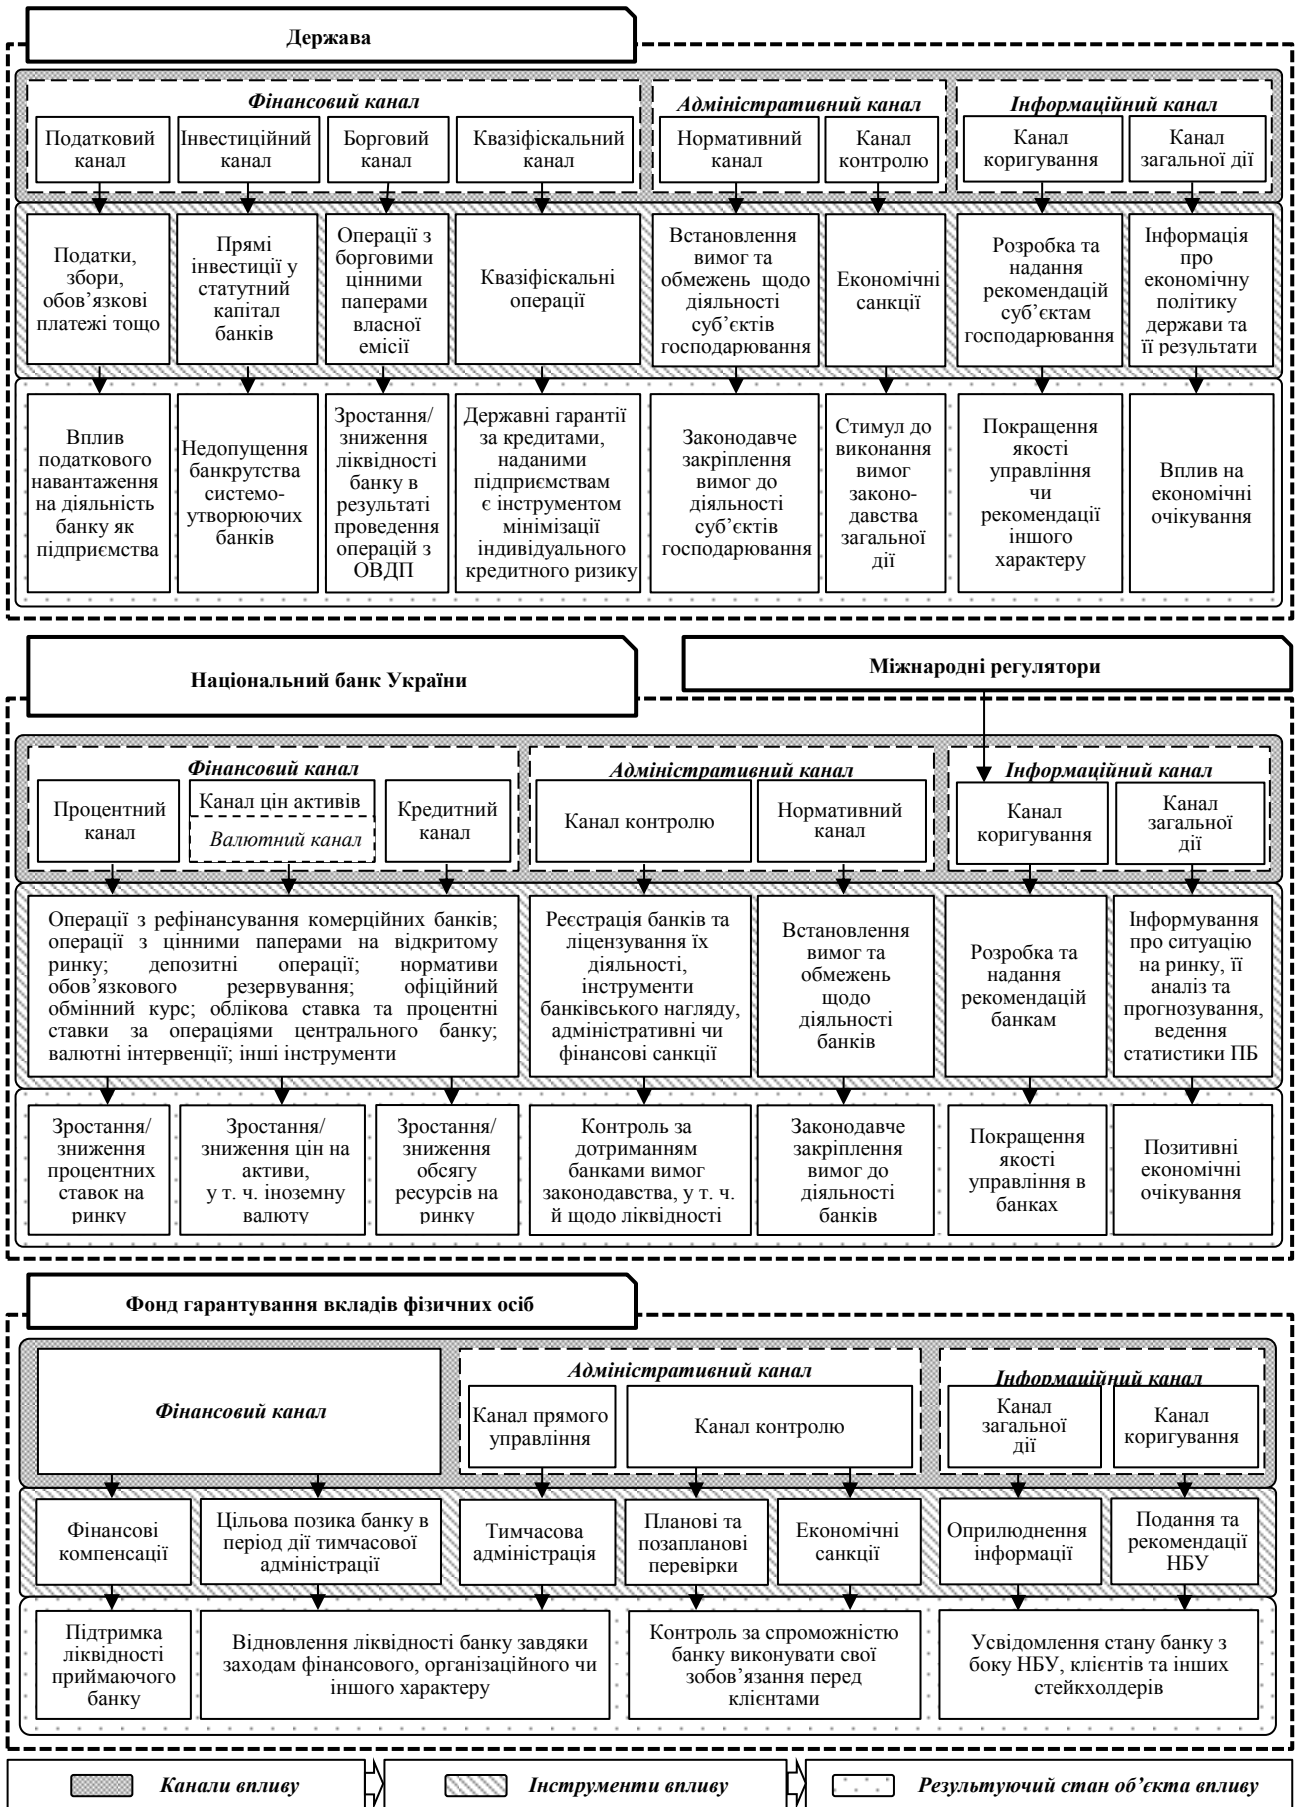 Держава
Фінансовий канал
Адміністративний канал
Інформаційний канал
Податковий
канал
Інвестиційний
канал
Борговий
канал
Квазіфіскальний
канал
Нормативний
канал
Канал
контролю
Канал
коригування
Канал
загальної дії
Податки,
збори,
обов’язкові
платежі тощо
Прямі
інвестиції у
статутний
капітал
банків
Операції з
борговими
цінними
паперами
власної
емісії
Квазіфіскальні
операції
Встановлення
вимог та
обмежень щодо
діяльності
суб’єктів
господарювання
Економічні
санкції
Розробка та
надання
рекомендацій
суб’єктам
господарювання
Інформація
про
економічну
політику
держави та
її результати
Вплив
податкового
навантаження
на діяльність
банку як
підприємства
Недопущення
банкрутства
системо-
утворюючих
банків
Зростання/
зниження
ліквідності
банку в
результаті
проведення
операцій з
ОВДП
Державні гарантії
за кредитами,
наданими
підприємствам
є інструментом
мінімізації
індивідуального
кредитного ризику
Законодавче
закріплення
вимог до
діяльності
суб’єктів
господарювання
Стимул до
виконання
вимог
законо-
давства
загальної
дії
Покращення
якості
управління
чи
рекомендації
іншого
характеру
Вплив на
економічні
очікування
Національний банк України
Міжнародні регулятори
Фінансовий канал
Адміністративний канал
Інформаційний канал
Процентний
канал
Канал цін активів
Валютний канал
Кредитний
канал
Канал контролю
Нормативний
канал
Канал
коригування
Канал
загальної
дії
Операції з рефінансування комерційних банків;
операції з цінними паперами на відкритому
ринку; депозитні операції; нормативи
обов’язкового резервування; офіційний
обмінний курс; облікова ставка та процентні
ставки за операціями центрального банку;
валютні інтервенції; інші інструменти
Реєстрація банків та
ліцензування їх
діяльності,
інструменти
банківського нагляду,
адміністративні чи
фінансові санкції
Встановлення
вимог та
обмежень
щодо
діяльності
банків
Розробка та
надання
рекомендацій
банкам
Інформування
про ситуацію
на ринку, її
аналіз та
прогнозування,
ведення
статистики ПБ
Зростання/
зниження
процентних
ставок на
ринку
Зростання/
зниження цін на
активи,
у т. ч. іноземну
валюту
Зростання/
зниження
обсягу
ресурсів на
ринку
Контроль за
дотриманням
банками вимог
законодавства, у т. ч.
й щодо ліквідності
Законодавче
закріплення
вимог до
діяльності
банків
Покращення
якості
управління в
банках
Позитивні
економічні
очікування
Фонд гарантування вкладів фізичних осіб
Фінансовий канал
Адміністративний канал
Інформаційний канал
Канал прямого
управління
Канал контролю
Канал
загальної
дії
Канал
коригування
Фінансові
компенсації
Цільова позика банку в
період дії тимчасової
адміністрації
Тимчасова
адміністрація
Планові та
позапланові
перевірки
Економічні
санкції
Оприлюднення
інформації
Подання та
рекомендації
НБУ
Підтримка
ліквідності
приймаючого
банку
Відновлення ліквідності банку завдяки
заходам фінансового, організаційного чи
іншого характеру
Контроль за спроможністю
банку виконувати свої
зобов’язання перед
клієнтами
Усвідомлення стану банку з
боку НБУ, клієнтів та інших
стейкхолдерів
Канали впливу
Інструменти впливу
Результуючий стан об’єкта впливу